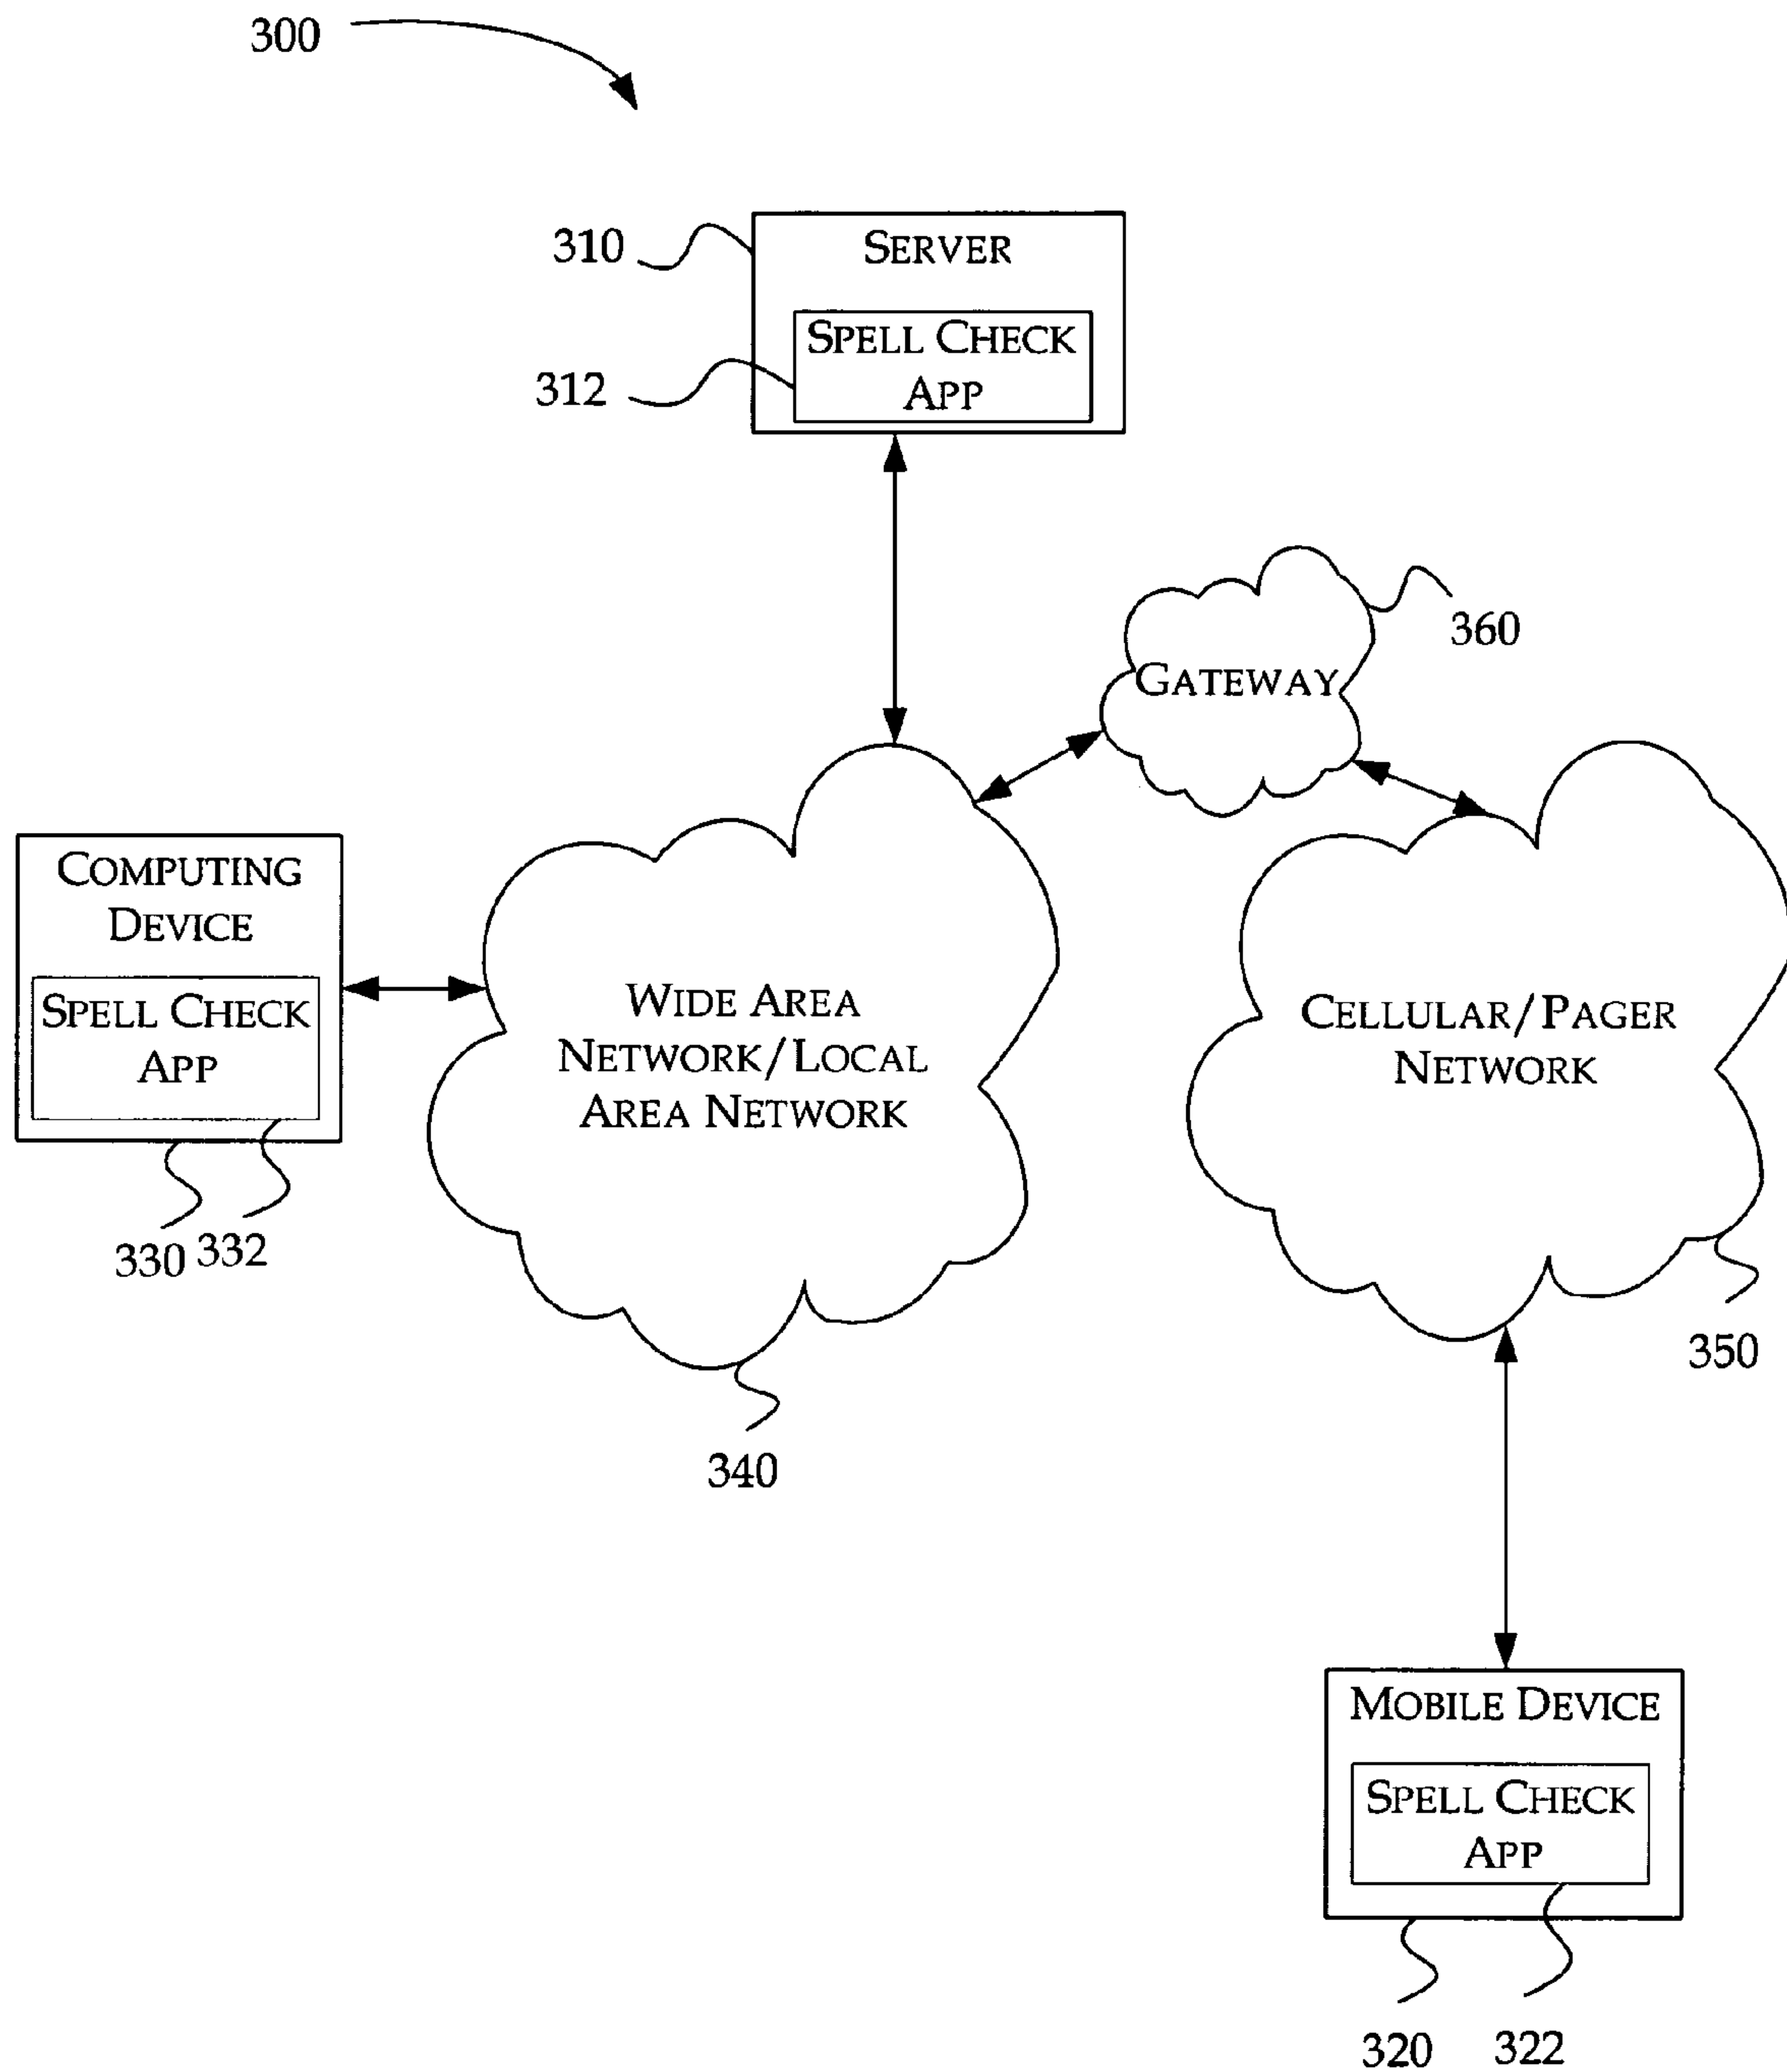 300
310
SERVER
SPELL CHECK
APP
312
360
GATEWAY
COMPUTING
DEVICE
SPELL CHECK
APP
330
332
WIDE AREA
NETWORK/LOCAL
AREA NETWORK
340
CELLULAR/PAGER
NETWORK
350
MOBILE DEVICE
SPELL CHECK
APP
320
322